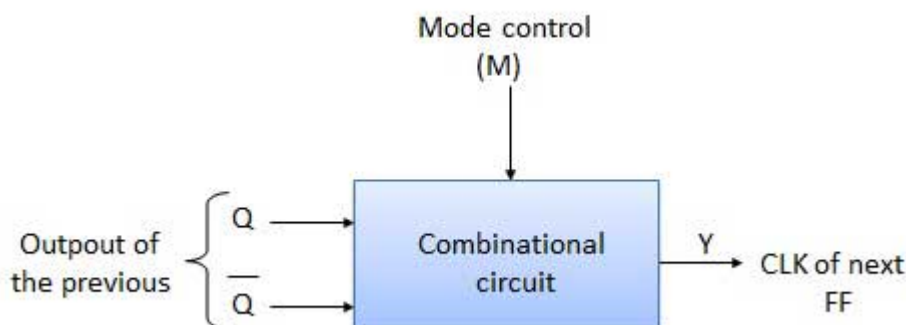 Mode control
(M)
Q
Outpout of
the previous
Q̅
Combinational
circuit
Y
CLK of next
FF